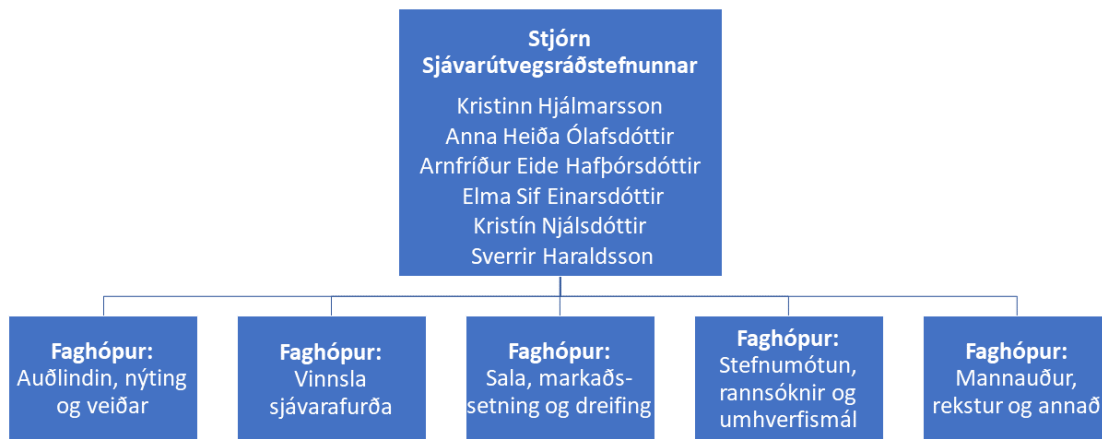 Stjórn
Sjávarútvegsráðstefnunnar
Kristinn Hjálmarsson
Anna Heiða Ólafsdóttir
Arnfríður Eide Hafþórsdóttir
Elma Sif Einarsdóttir
Kristín Njálsdóttir
Sverrir Haraldsson
Faghópur:
Auðlindin, nýting
og veiðar
Faghópur:
Vinnsla
sjávarafurða
Faghópur:
Sala, markaðs-
setning og dreifing
Faghópur:
Stefnumótun,
rannsóknir og
umhverfismál
Faghópur:
Mannauður,
rekstur og annað